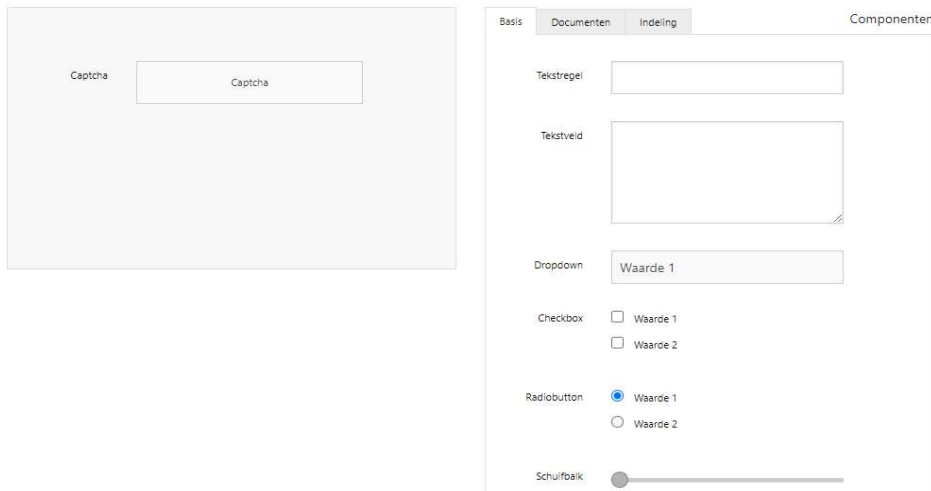 Captcha
Captcha
Basis
Documenten
Indeling
Componenten
Tekstregel
Tekstveld
Dropdown
Waarde 1
Checkbox
Waarde 1
Waarde 2
Radiobutton
Waarde 1
Waarde 2
Schuifbalk